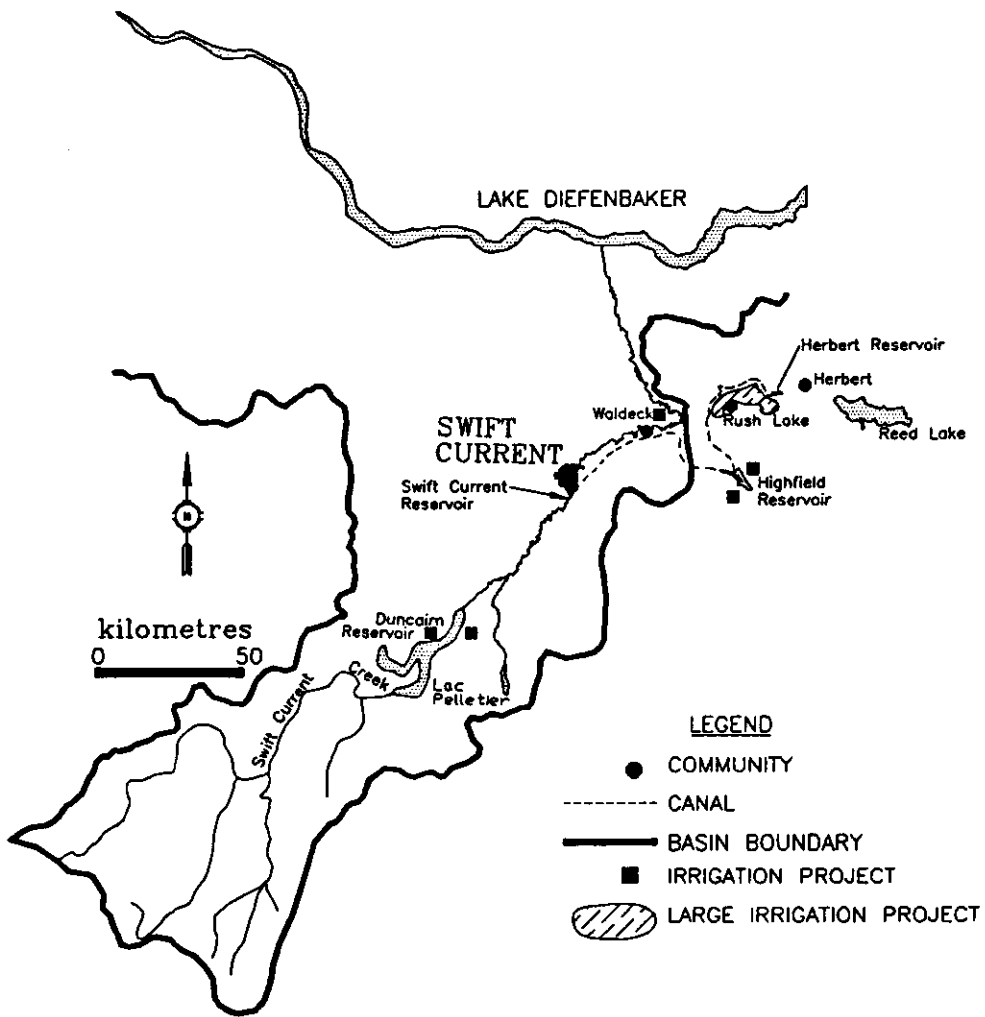 LAKE DIEFENBAKER
Herbert Reservoir
Herbert
Waldeck
Rush Lake
Reed Lake
SWIFT
CURRENT
Swift Current
Reservoir
Highfield
Reservoir
N
kilometres
0 50
Duncairn
Reservoir
Swift Current
Creek
Lac
Pelletier
LEGEND
COMMUNITY
CANAL
BASIN BOUNDARY
IRRIGATION PROJECT
LARGE IRRIGATION PROJECT